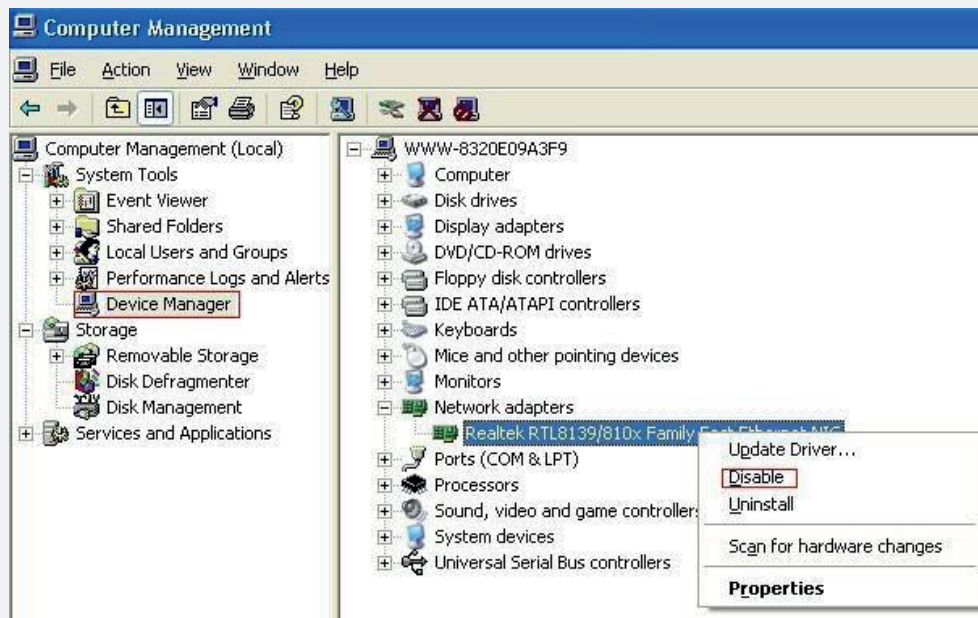 Computer Management
File Action View Window Help
Computer Management (Local)
System Tools
Event Viewer
Shared Folders
Local Users and Groups
Performance Logs and Alerts
Device Manager
Storage
Removable Storage
Disk Defragmenter
Disk Management
Services and Applications
WWW-8320E09A3F9
Computer
Disk drives
Display adapters
DVD/CD-ROM drives
Floppy disk controllers
IDE ATA/ATAPI controllers
Keyboards
Mice and other pointing devices
Monitors
Network adapters
Realtek RTL8139/810x Family Fast Ethernet NIC
Ports (COM & LPT)
Processors
Sound, video and game controllers
System devices
Universal Serial Bus controllers
Update Driver...
Disable
Uninstall
Scan for hardware changes
Properties